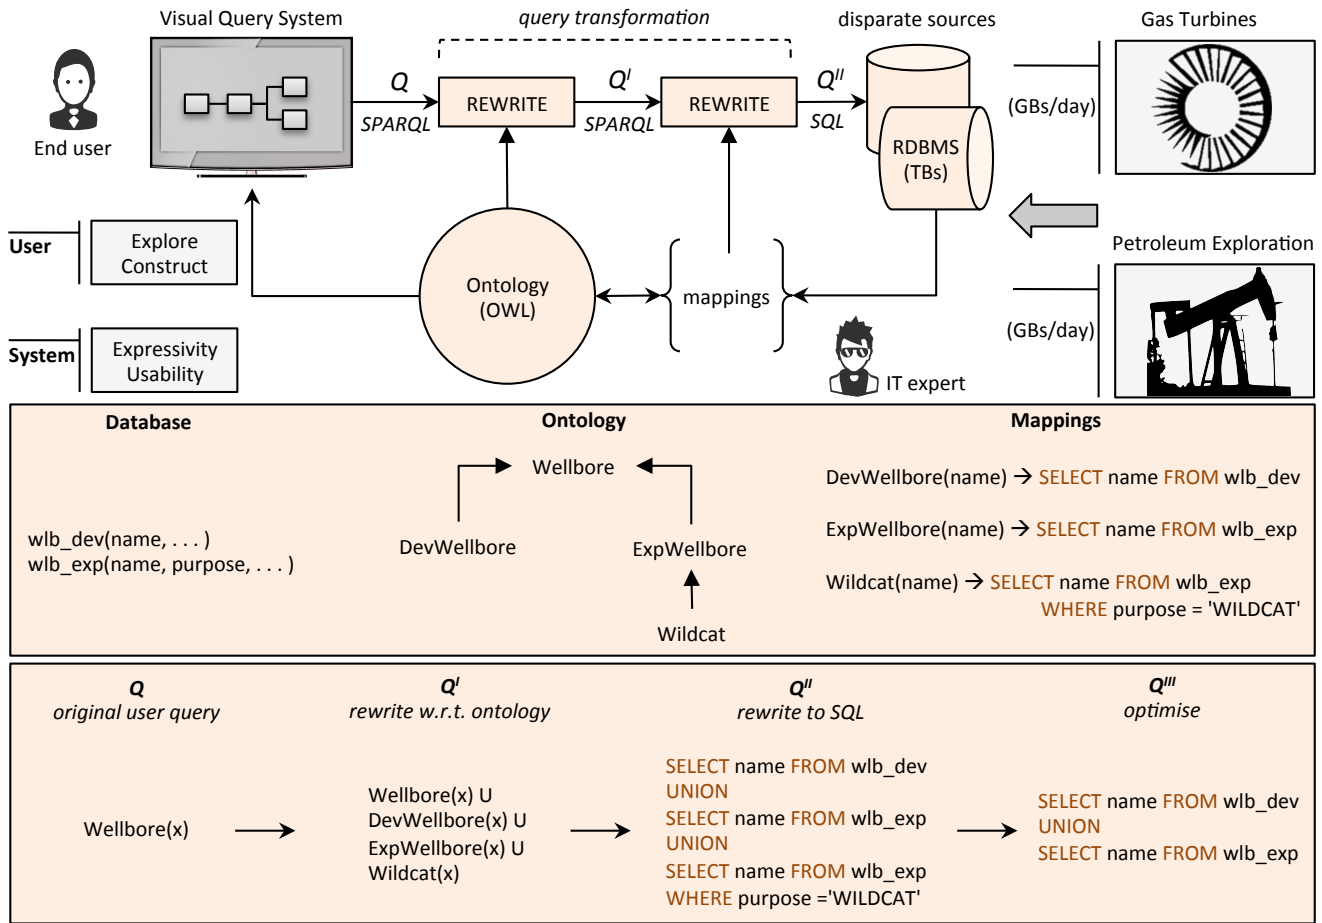 Visual Query System
query transformation
disparate sources
Gas Turbines
End user
Q
SPARQL
REWRITE
Q^I
SPARQL
REWRITE
Q^II
SQL
RDBMS
(TBs)
(GBs/day)
User
Explore
Construct
Ontology
(OWL)
mappings
Petroleum Exploration
(GBs/day)
System
Expressivity
Usability
IT expert
Database
wlb_dev(name, . . . )
wlb_exp(name, purpose, . . . )
Ontology
Wellbore
DevWellbore
ExpWellbore
Wildcat
Mappings
DevWellbore(name) → SELECT name FROM wlb_dev
ExpWellbore(name) → SELECT name FROM wlb_exp
Wildcat(name) → SELECT name FROM wlb_exp
WHERE purpose = 'WILDCAT'
Q
original user query
Wellbore(x)
Q^I
rewrite w.r.t. ontology
Wellbore(x) U
DevWellbore(x) U
ExpWellbore(x) U
Wildcat(x)
Q^II
rewrite to SQL
SELECT name FROM wlb_dev
UNION
SELECT name FROM wlb_exp
UNION
SELECT name FROM wlb_exp
WHERE purpose ='WILDCAT'
Q^III
optimise
SELECT name FROM wlb_dev
UNION
SELECT name FROM wlb_exp